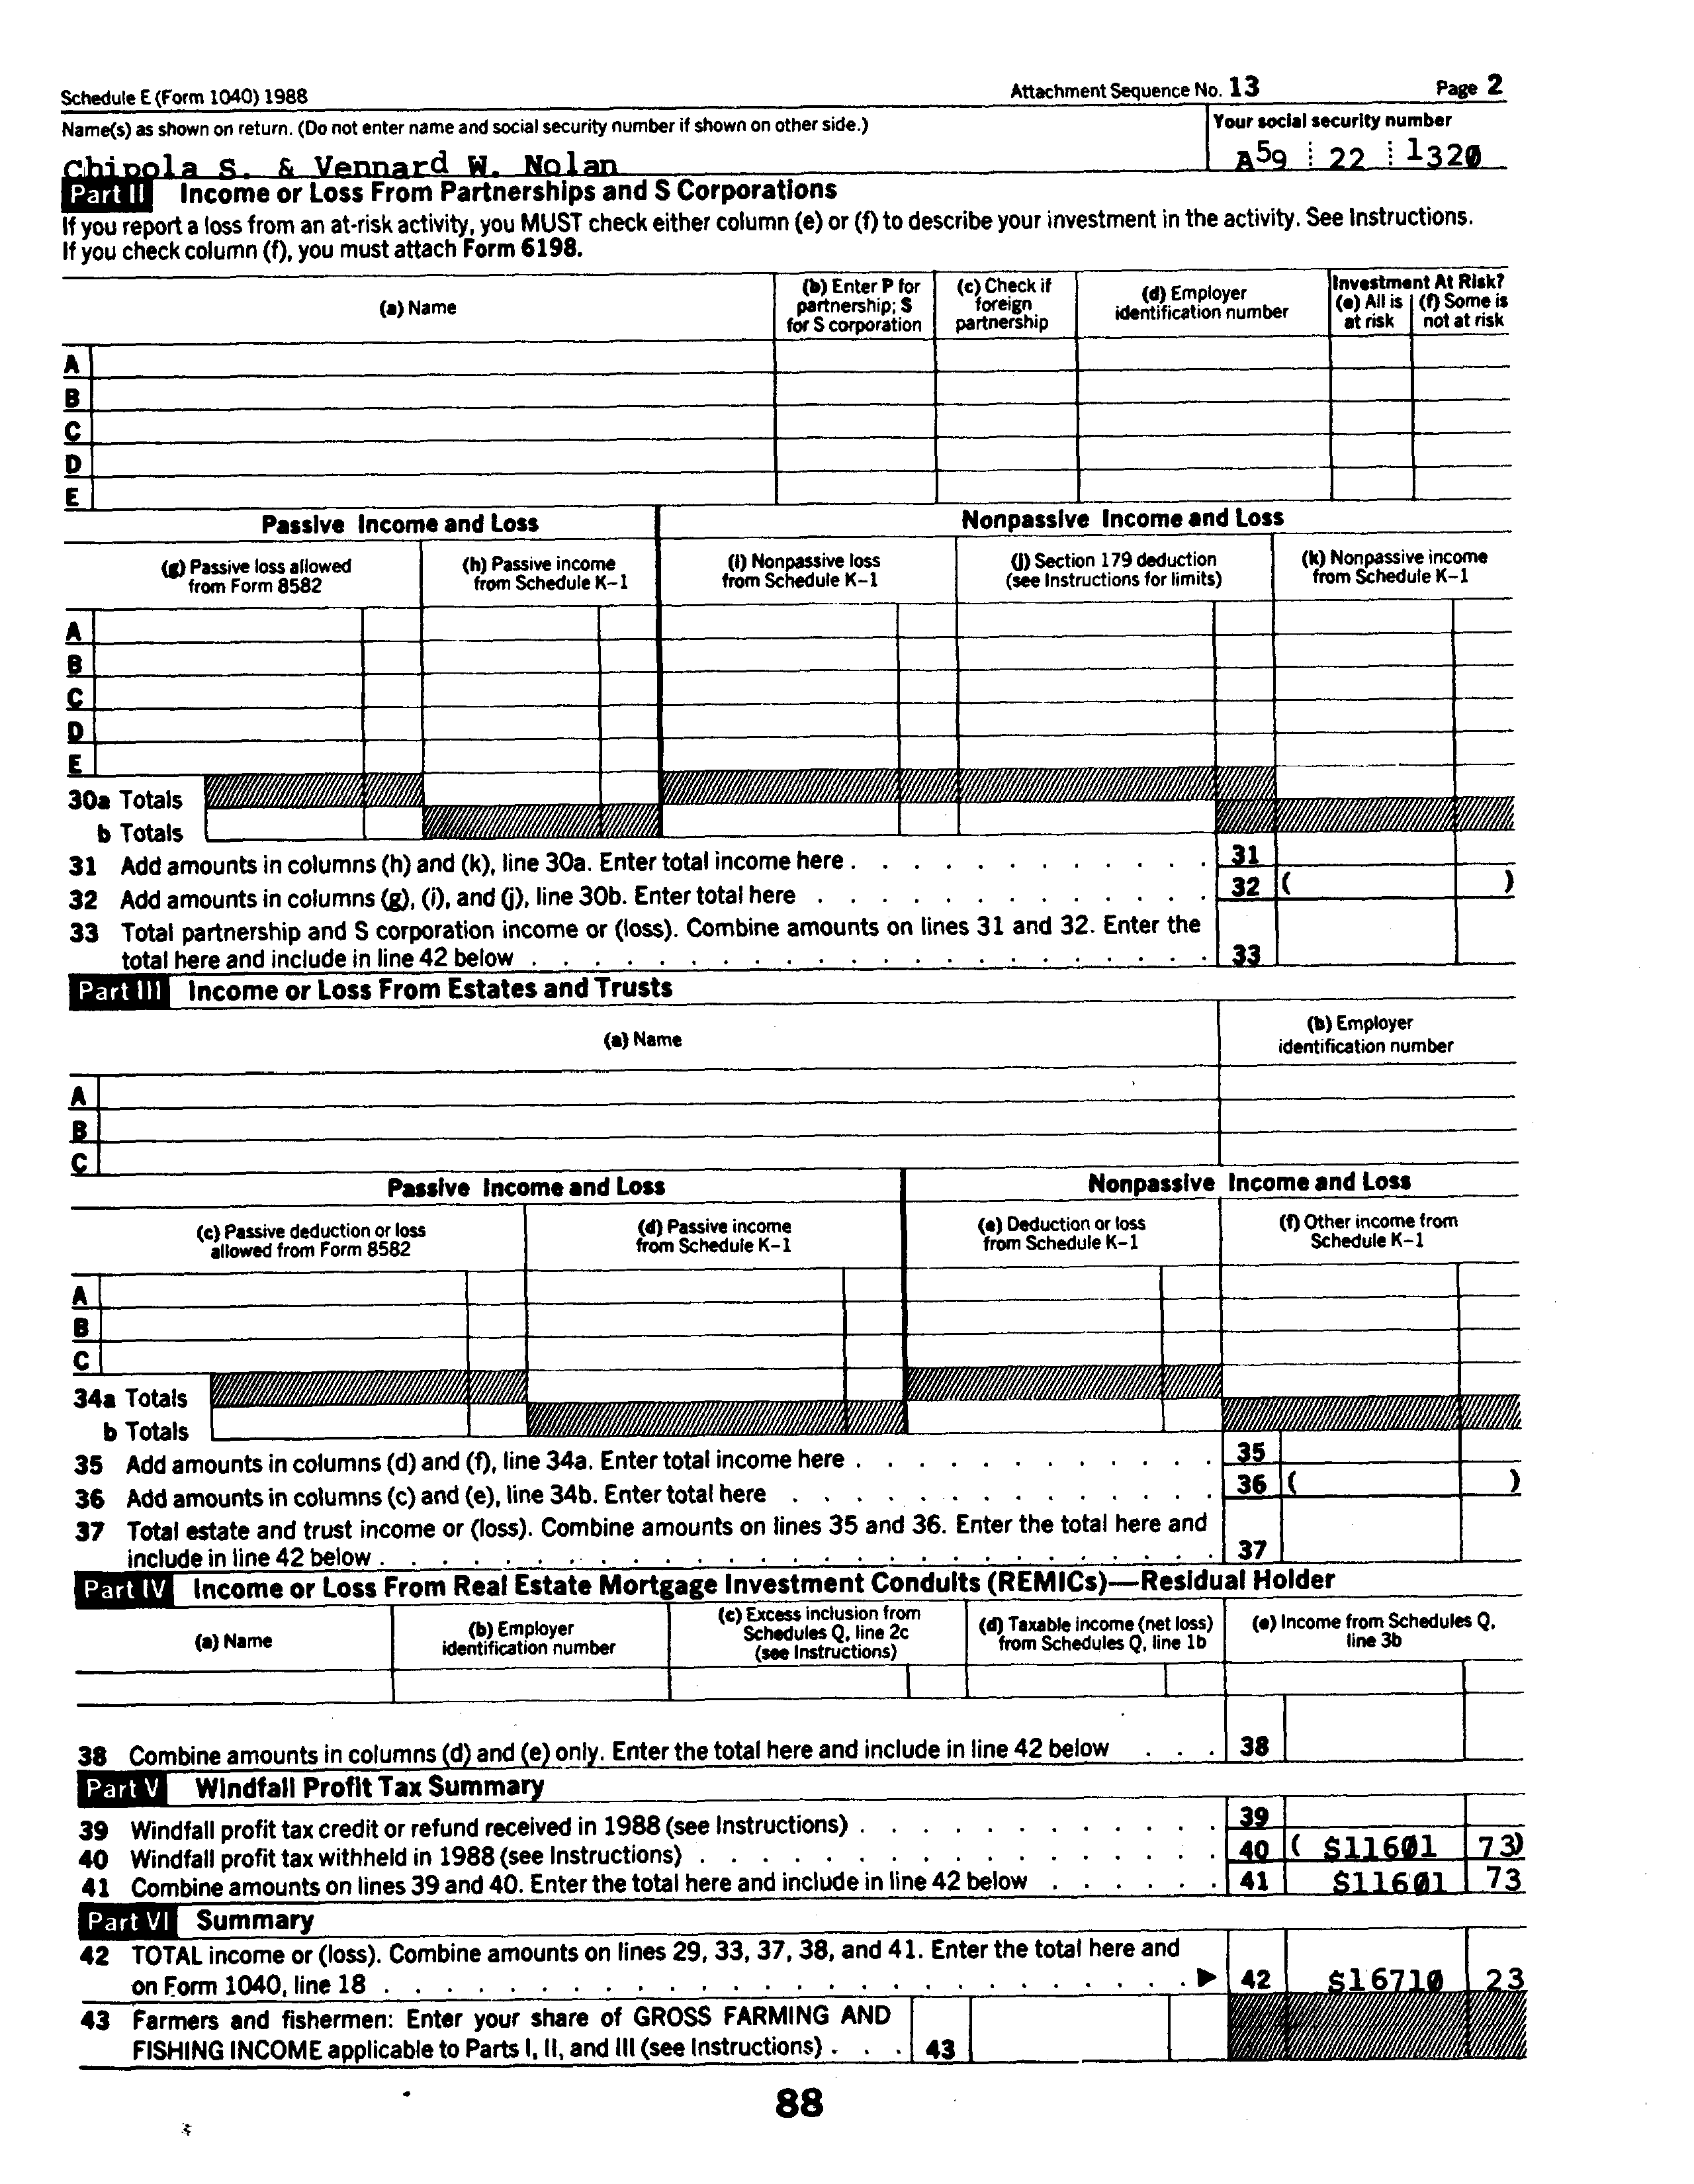 Schedule E (Form 1040) 1988 Attachment Sequence No. 13 Page 2
Name(s) as shown on return. (Do not enter name and social security number if shown on other side.) Your social security number
Chipola S. & Vennard W. Nolan A59 22 1320
Part II Income or Loss From Partnerships and S Corporations
If you report a loss from an at-risk activity, you MUST check either column (e) or (f) to describe your investment in the activity. See Instructions.
If you check column (f), you must attach Form 6198.
(a) Name (b) Enter P for partnership; S for S corporation (c) Check if foreign partnership (d) Employer identification number Investment At Risk? (e) All is at risk (f) Some is not at risk
A
B
C
D
E
Passive Income and Loss Nonpassive Income and Loss
(g) Passive loss allowed from Form 8582 (h) Passive income from Schedule K-1 (i) Nonpassive loss from Schedule K-1 (j) Section 179 deduction (see Instructions for limits) (k) Nonpassive income from Schedule K-1
A
B
C
D
E
30a Totals
b Totals
31 Add amounts in columns (h) and (k), line 30a. Enter total income here . . . . . . . . . . . . 31
32 Add amounts in columns (g), (i), and (j), line 30b. Enter total here . . . . . . . . . . . . . 32 ( )
33 Total partnership and S corporation income or (loss). Combine amounts on lines 31 and 32. Enter the
total here and include in line 42 below . . . . . . . . . . . . . . . . . . . . . . 33
Part III Income or Loss From Estates and Trusts
(a) Name (b) Employer identification number
A
B
C
Passive Income and Loss Nonpassive Income and Loss
(c) Passive deduction or loss allowed from Form 8582 (d) Passive income from Schedule K-1 (e) Deduction or loss from Schedule K-1 (f) Other income from Schedule K-1
A
B
C
34a Totals
b Totals
35 Add amounts in columns (d) and (f), line 34a. Enter total income here . . . . . . . . . . . . 35
36 Add amounts in columns (c) and (e), line 34b. Enter total here . . . . . . . . . . . . . . 36 ( )
37 Total estate and trust income or (loss). Combine amounts on lines 35 and 36. Enter the total here and
include in line 42 below . . . . . . . . . . . . . . . . . . . . . . . . . . . 37
Part IV Income or Loss From Real Estate Mortgage Investment Conduits (REMICs)—Residual Holder
(a) Name (b) Employer identification number (c) Excess inclusion from Schedules Q, line 2c (see Instructions) (d) Taxable income (net loss) from Schedules Q, line 1b (e) Income from Schedules Q, line 3b
38 Combine amounts in columns (d) and (e) only. Enter the total here and include in line 42 below . . . 38
Part V Windfall Profit Tax Summary
39 Windfall profit tax credit or refund received in 1988 (see Instructions) . . . . . . . . . . . . 39
40 Windfall profit tax withheld in 1988 (see Instructions) . . . . . . . . . . . . . . . . . 40 ( $11601 73)
41 Combine amounts on lines 39 and 40. Enter the total here and include in line 42 below . . . . . . 41 $11601 73
Part VI Summary
42 TOTAL income or (loss). Combine amounts on lines 29, 33, 37, 38, and 41. Enter the total here and
on Form 1040, line 18 . . . . . . . . . . . . . . . . . . . . . . . . . . ▶ 42 $16710 23
43 Farmers and fishermen: Enter your share of GROSS FARMING AND
FISHING INCOME applicable to Parts I, II, and III (see Instructions) . . . 43
88